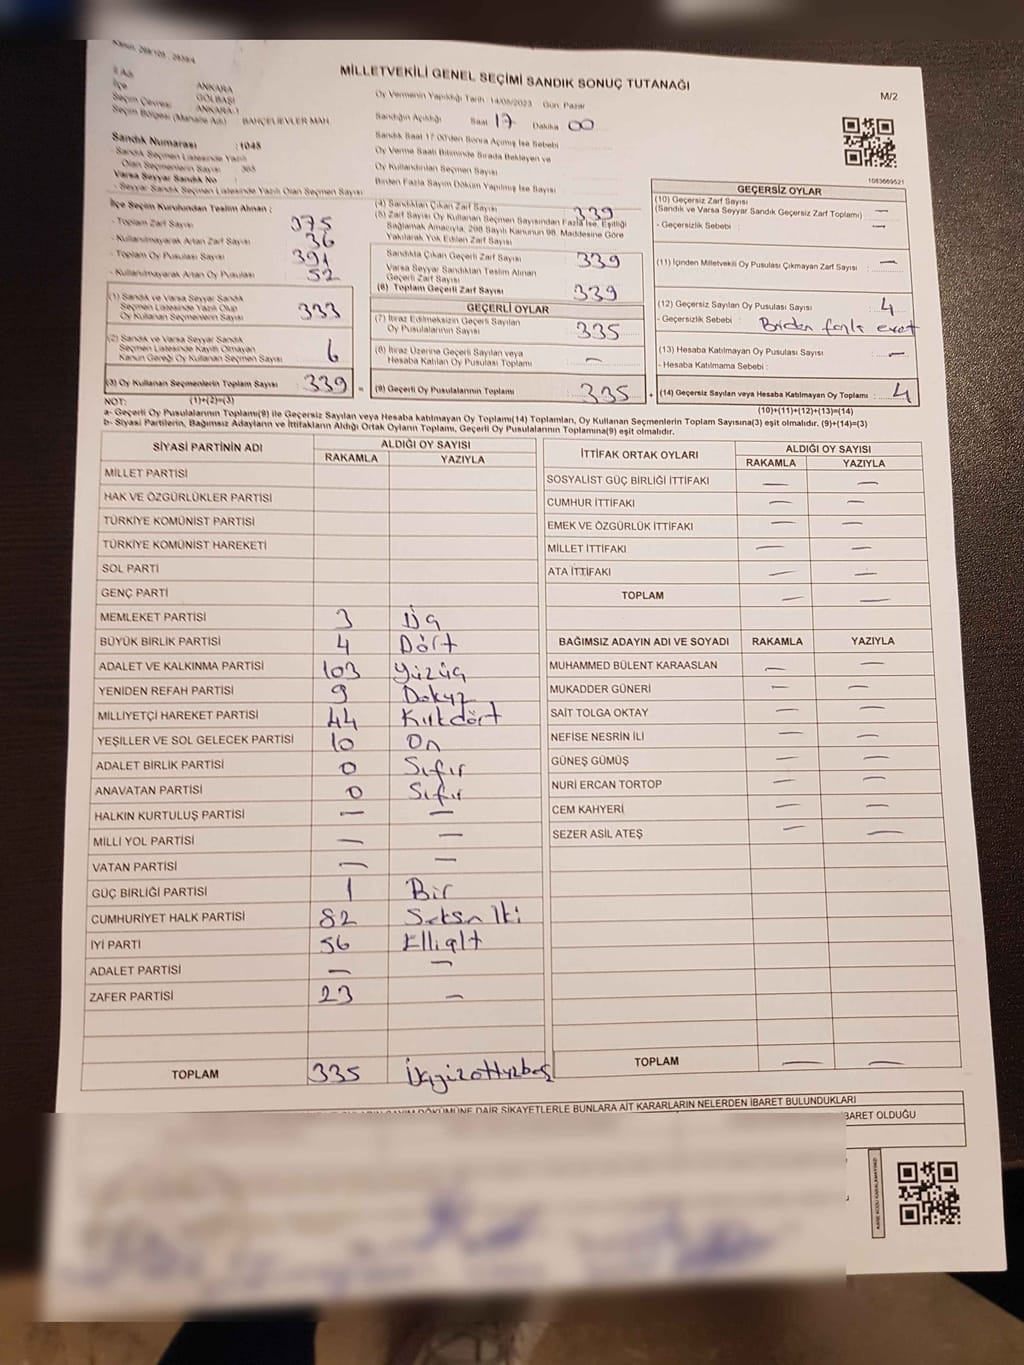 MİLLETVEKİLİ GENEL SEÇİMİ SANDIK SONUÇ TUTANAĞI
M/2
İl Adı ANKARA
İlçe GÖLBAŞI
Seçim Çevresi ANKARA-1
Seçim Bölgesi (Mahalle Adı) : BAHÇELİEVLER MAH.
Sandık Numarası : 1045
- Sandık Seçmen Listesinde Yazılı
Olan Seçmenlerin Sayısı 365
Varsa Seyyar Sandık No
- Seyyar Sandık Seçmen Listesinde Yazılı Olan Seçmen Sayısı
Oy Vermenin Yapıldığı Tarih : 14/05/2023 Gün: Pazar
Sandığın Açıldığı Saat 17 Dakika 00
Sandık Saat 17:00'den Sonra Açılmış İse Sebebi
Oy Verme Saati Bitiminde Sırada Bekleyen ve
Oy Kullandırılan Seçmen Sayısı
Birden Fazla Sayım Döküm Yapılmış İse Sayısı
1083669521
İlçe Seçim Kurulundan Teslim Alınan :
- Toplam Zarf Sayısı 375
- Kullanılmayarak Artan Zarf Sayısı 36
- Toplam Oy Pusulası Sayısı 391
- Kullanılmayarak Artan Oy Pusulası 52
(1) Sandık ve Varsa Seyyar Sandık
Seçmen Listesinde Yazılı Olup
Oy Kullanan Seçmenlerin Sayısı 333
(2) Sandık ve Varsa Seyyar Sandık
Seçmen Listesinde Kayıtlı Olmayan
Kanun Gereği Oy Kullanan Seçmen Sayısı 6
(3) Oy Kullanan Seçmenlerin Toplam Sayısı : 339
(1)+(2)=(3)
(4) Sandıktan Çıkan Zarf Sayısı 339
(5) Zarf Sayısı Oy Kullanan Seçmen Sayısından Fazla İse, Eşitliği
Sağlamak Amacıyla, 298 Sayılı Kanunun 98. Maddesine Göre
Yakılarak Yok Edilen Zarf Sayısı
Sandıkta Çıkan Geçerli Zarf Sayısı 339
Varsa Seyyar Sandıktan Teslim Alınan
Geçerli Zarf Sayısı
(6) Toplam Geçerli Zarf Sayısı 339
GEÇERLİ OYLAR
(7) İtiraz Edilmeksizin Geçerli Sayılan
Oy Pusulalarının Sayısı 335
(8) İtiraz Üzerine Geçerli Sayılan veya
Hesaba Katılan Oy Pusulası Toplamı —
= (9) Geçerli Oy Pusulalarının Toplamı : 335
GEÇERSİZ OYLAR
(10) Geçersiz Zarf Sayısı
(Sandık ve Varsa Seyyar Sandık Geçersiz Zarf Toplamı) : —
- Geçersizlik Sebebi : —
(11) İçinden Milletvekili Oy Pusulası Çıkmayan Zarf Sayısı : —
(12) Geçersiz Sayılan Oy Pusulası Sayısı : 4
- Geçersizlik Sebebi : Birden fazla evet
(13) Hesaba Katılmayan Oy Pusulası Sayısı : —
- Hesaba Katılmama Sebebi :
+ (14) Geçersiz Sayılan veya Hesaba Katılmayan Oy Toplamı : 4
(10)+(11)+(12)+(13)=(14)
NOT:
a- Geçerli Oy Pusulalarının Toplamı(9) ile Geçersiz Sayılan veya Hesaba katılmayan Oy Toplamı(14) Toplamları, Oy Kullanan Seçmenlerin Toplam Sayısına(3) eşit olmalıdır. (9)+(14)=(3)
b- Siyasi Partilerin, Bağımsız Adayların ve İttifakların Aldığı Ortak Oyların Toplamı, Geçerli Oy Pusulalarının Toplamına(9) eşit olmalıdır.
SİYASİ PARTİNİN ADI ALDIĞI OY SAYISI
RAKAMLA YAZIYLA
MİLLET PARTİSİ
HAK VE ÖZGÜRLÜKLER PARTİSİ
TÜRKİYE KOMÜNİST PARTİSİ
TÜRKİYE KOMÜNİST HAREKETİ
SOL PARTİ
GENÇ PARTİ
MEMLEKET PARTİSİ 3 Üç
BÜYÜK BİRLİK PARTİSİ 4 Dört
ADALET VE KALKINMA PARTİSİ 103 Yüzüç
YENİDEN REFAH PARTİSİ 9 Dokuz
MİLLİYETÇİ HAREKET PARTİSİ 44 Kırkdört
YEŞİLLER VE SOL GELECEK PARTİSİ 10 On
ADALET BİRLİK PARTİSİ 0 Sıfır
ANAVATAN PARTİSİ 0 Sıfır
HALKIN KURTULUŞ PARTİSİ — —
MİLLİ YOL PARTİSİ — —
VATAN PARTİSİ — —
GÜÇ BİRLİĞİ PARTİSİ 1 Bir
CUMHURİYET HALK PARTİSİ 82 Seksn İki
İYİ PARTİ 56 Ellialt
ADALET PARTİSİ — —
ZAFER PARTİSİ 23 —
TOPLAM 335
İTTİFAK ORTAK OYLARI ALDIĞI OY SAYISI
RAKAMLA YAZIYLA
SOSYALİST GÜÇ BİRLİĞİ İTTİFAKI — —
CUMHUR İTTİFAKI — —
EMEK VE ÖZGÜRLÜK İTTİFAKI — —
MİLLET İTTİFAKI — —
ATA İTTİFAKI — —
TOPLAM — —
BAĞIMSIZ ADAYIN ADI VE SOYADI RAKAMLA YAZIYLA
MUHAMMED BÜLENT KARAASLAN — —
MUKADDER GÜNERİ — —
SAİT TOLGA OKTAY — —
NEFİSE NESRİN İLİ — —
GÜNEŞ GÜMÜŞ — —
NURİ ERCAN TORTOP — —
CEM KAHYERİ — —
SEZER ASİL ATEŞ — —
TOPLAM — —
DÖKÜMÜNE DAİR ŞİKAYETLERLE BUNLARA AİT KARARLARIN NELERDEN İBARET BULUNDUKLARI
İBARET OLDUĞU